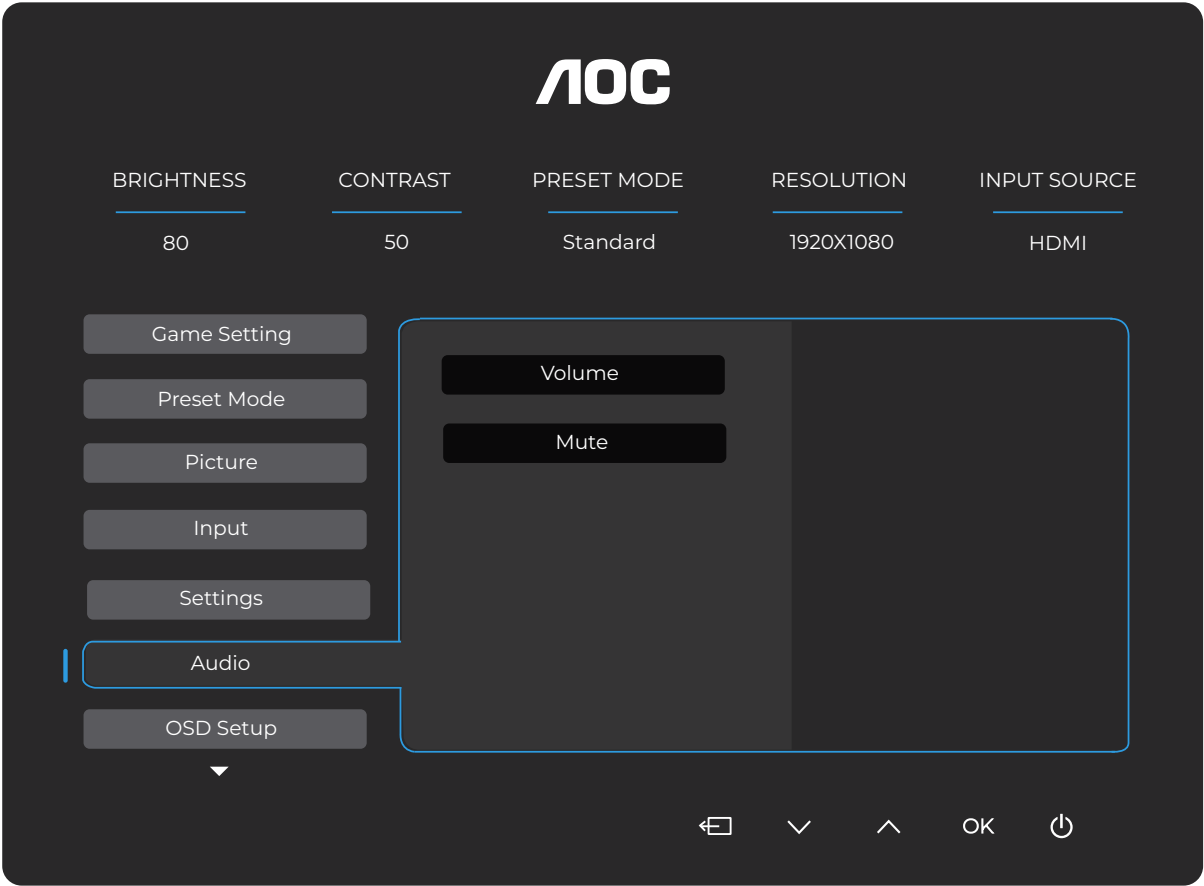 AOC
BRIGHTNESS CONTRAST PRESET MODE RESOLUTION INPUT SOURCE
80 50 Standard 1920X1080 HDMI
Game Setting
Preset Mode
Picture
Input
Settings
Audio
OSD Setup
Volume
Mute
OK